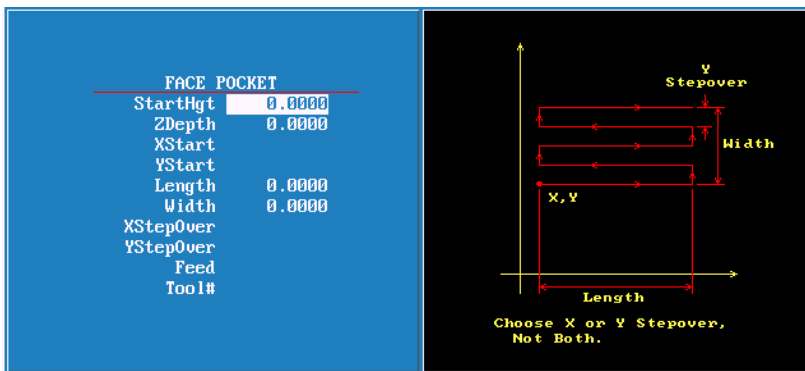 FACE POCKET
StartHgt 0.0000
ZDepth 0.0000
XStart
YStart
Length 0.0000
Width 0.0000
XStepOver
YStepOver
Feed
Tool#
Y
Stepover
Width
X,Y
Length
Choose X or Y Stepover,
Not Both.